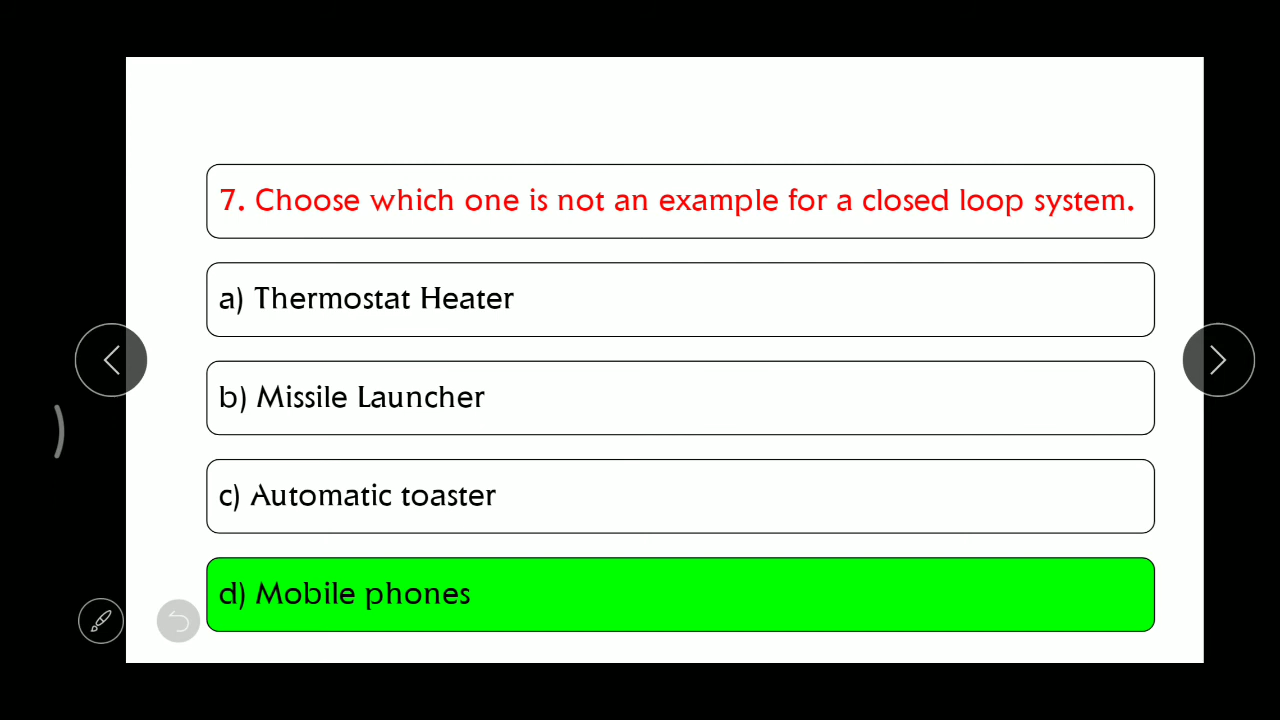 7. Choose which one is not an example for a closed loop system.
a) Thermostat Heater
b) Missile Launcher
c) Automatic toaster
d) Mobile phones